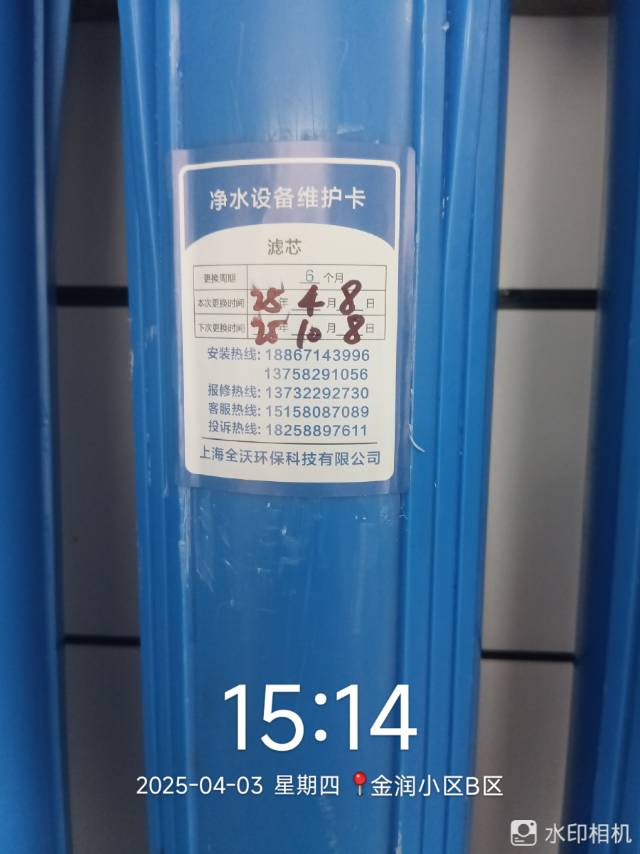 净水设备维护卡
滤芯
更换周期 6 个月
本次更换时间 25 年 4 月 8 日
下次更换时间 25 年 10 月 8 日
安装热线: 18867143996
13758291056
报修热线: 13732292730
客服热线: 15158087089
投诉热线: 18258897611
上海全沃环保科技有限公司
15:14
2025-04-03 星期四 📍金润小区B区
水印相机